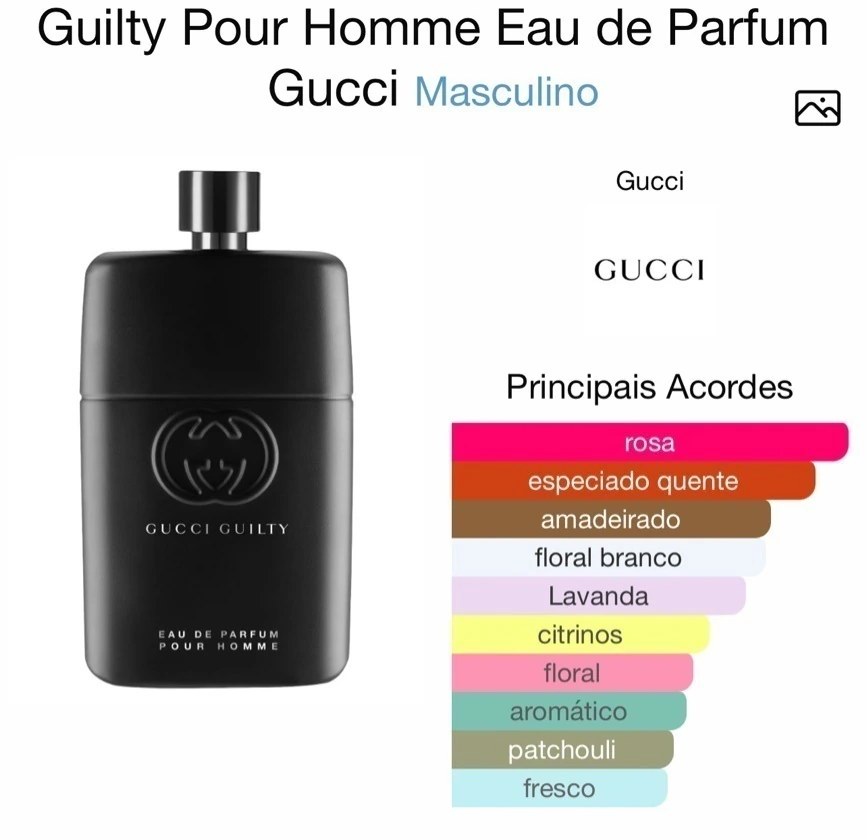 Guilty Pour Homme Eau de Parfum
Gucci Masculino
Gucci
GUCCI
GUCCI GUILTY
EAU DE PARFUM
POUR HOMME
Principais Acordes
rosa
especiado quente
amadeirado
floral branco
Lavanda
citrinos
floral
aromático
patchouli
fresco